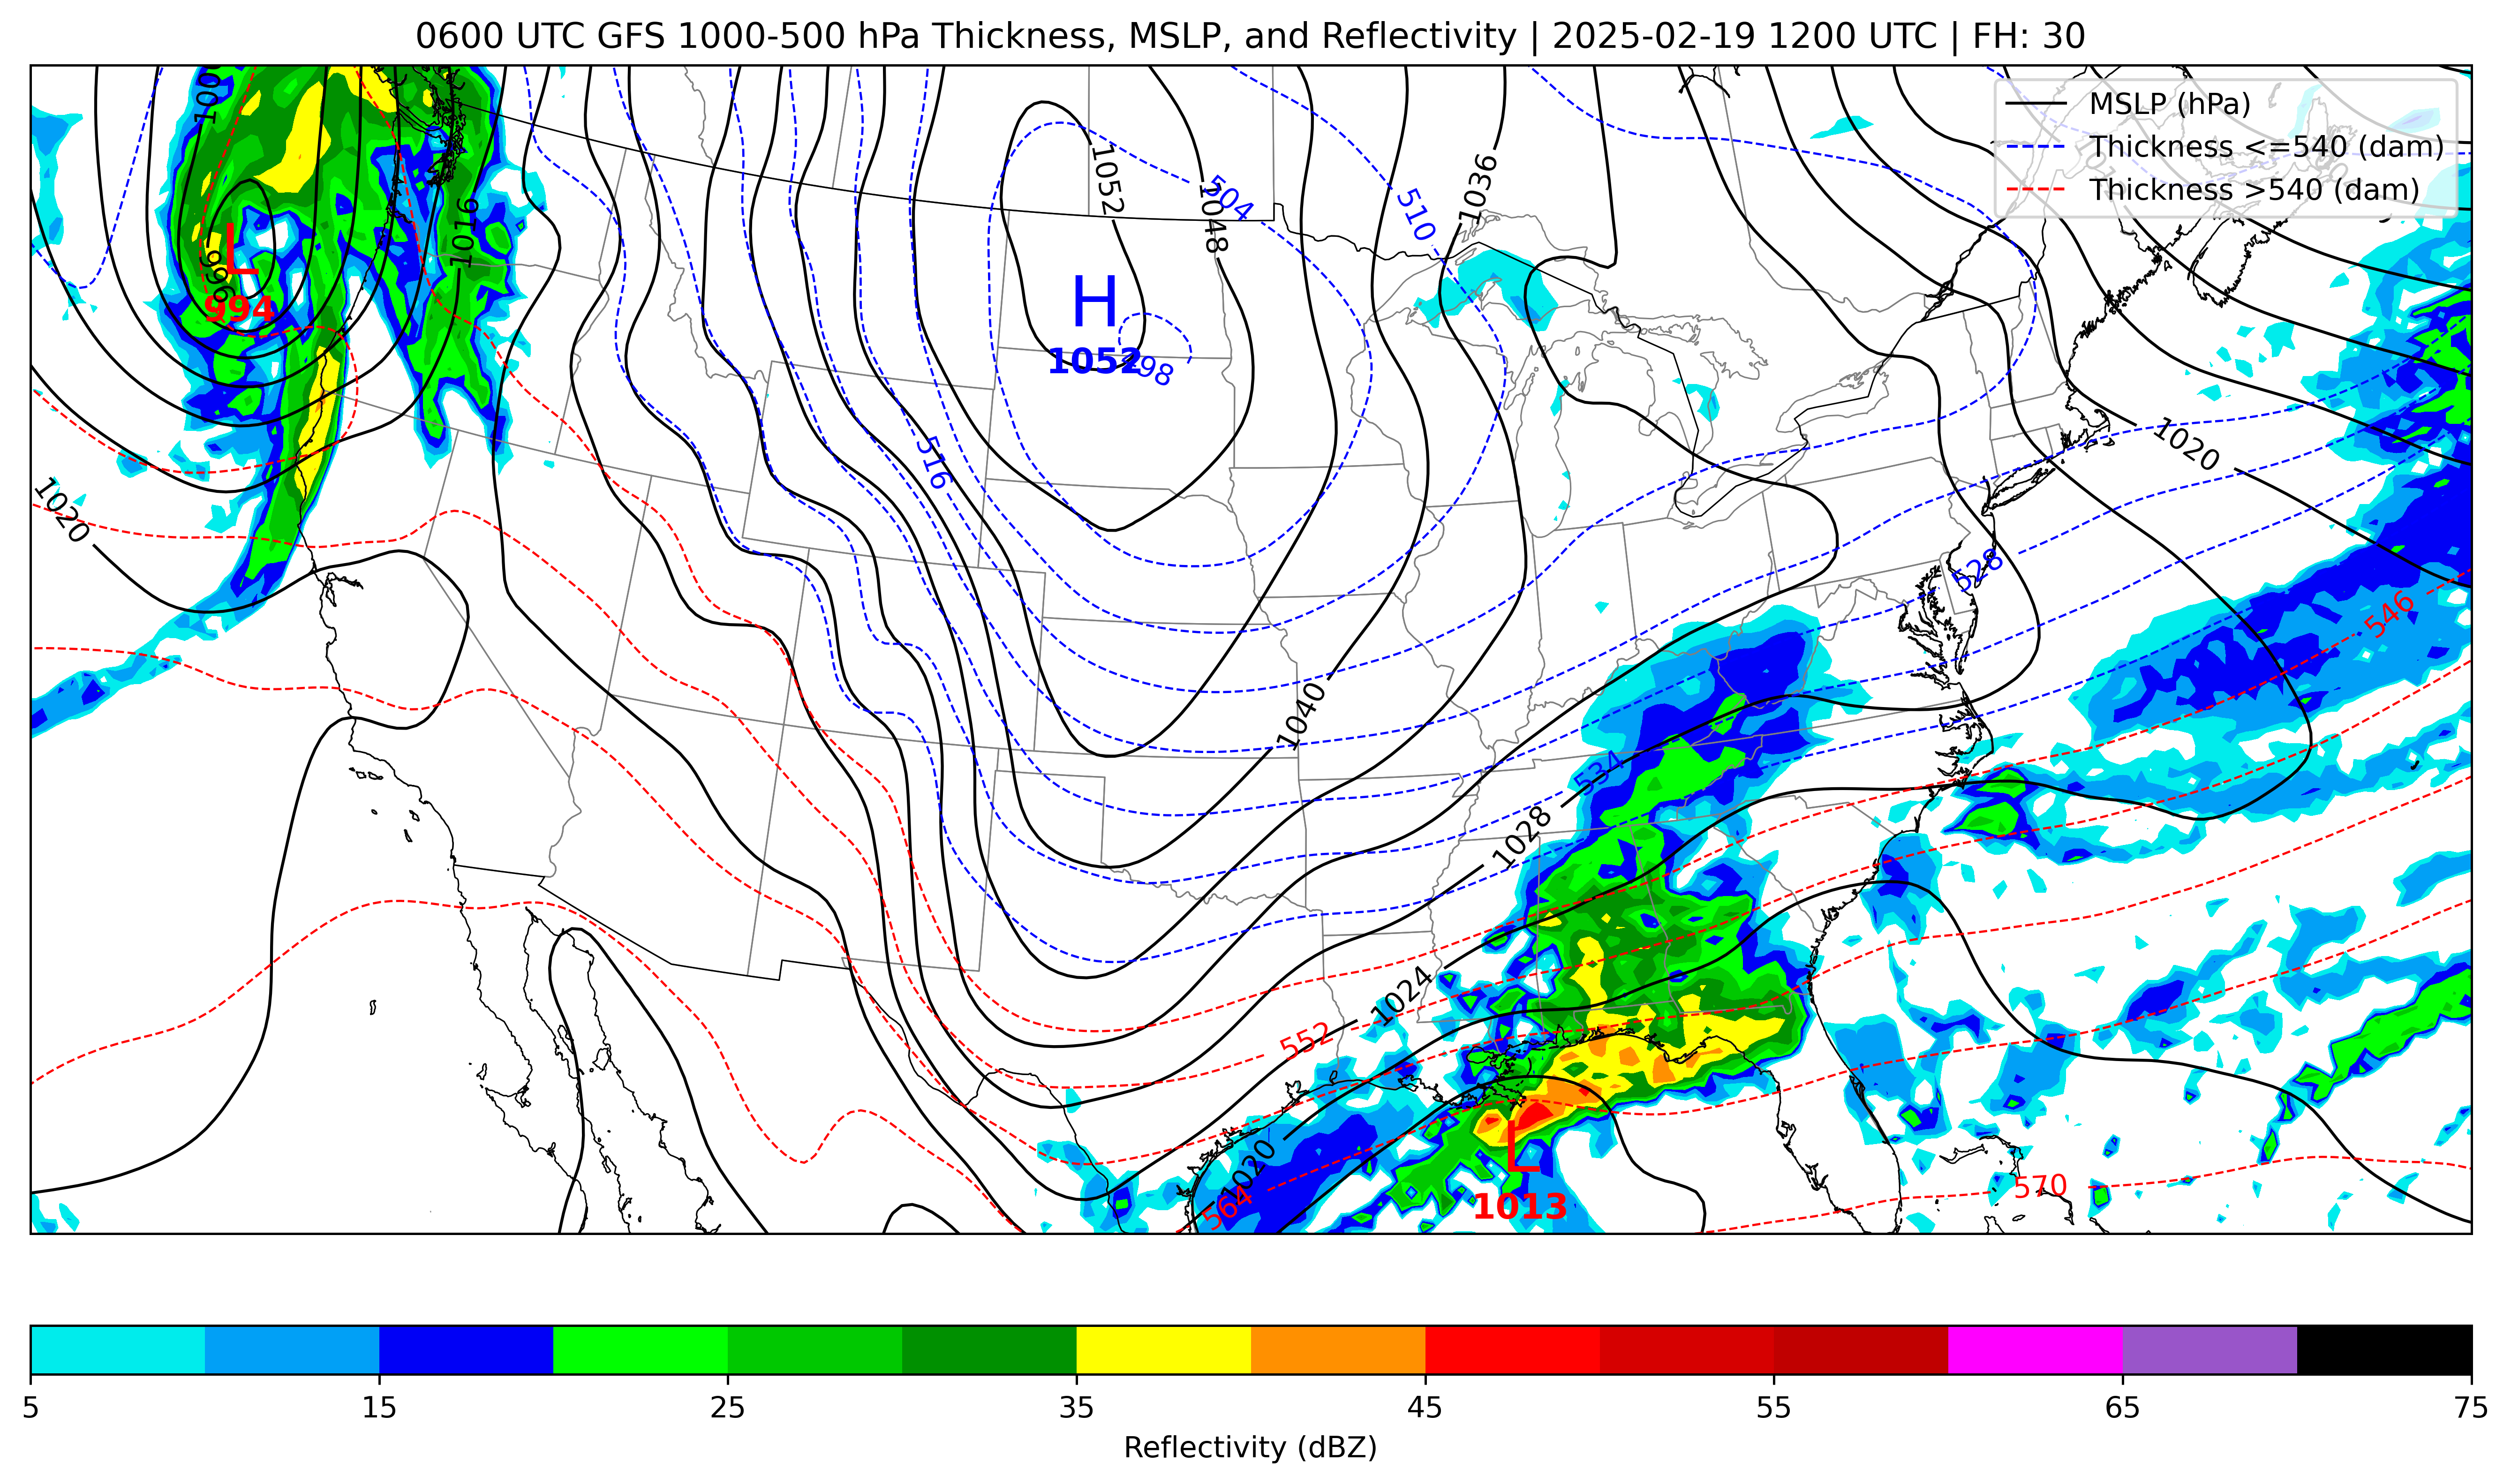 0600 UTC GFS 1000-500 hPa Thickness, MSLP, and Reflectivity | 2025-02-19 1200 UTC | FH: 30
MSLP (hPa)
Thickness <=540 (dam)
Thickness >540 (dam)
1052
1048
504
510
1036
1016
996
L
994
H
1052
498
516
1020
1020
528
546
1040
534
1028
1024
552
L
1013
1020
564
570
5 15 25 35 45 55 65 75
Reflectivity (dBZ)